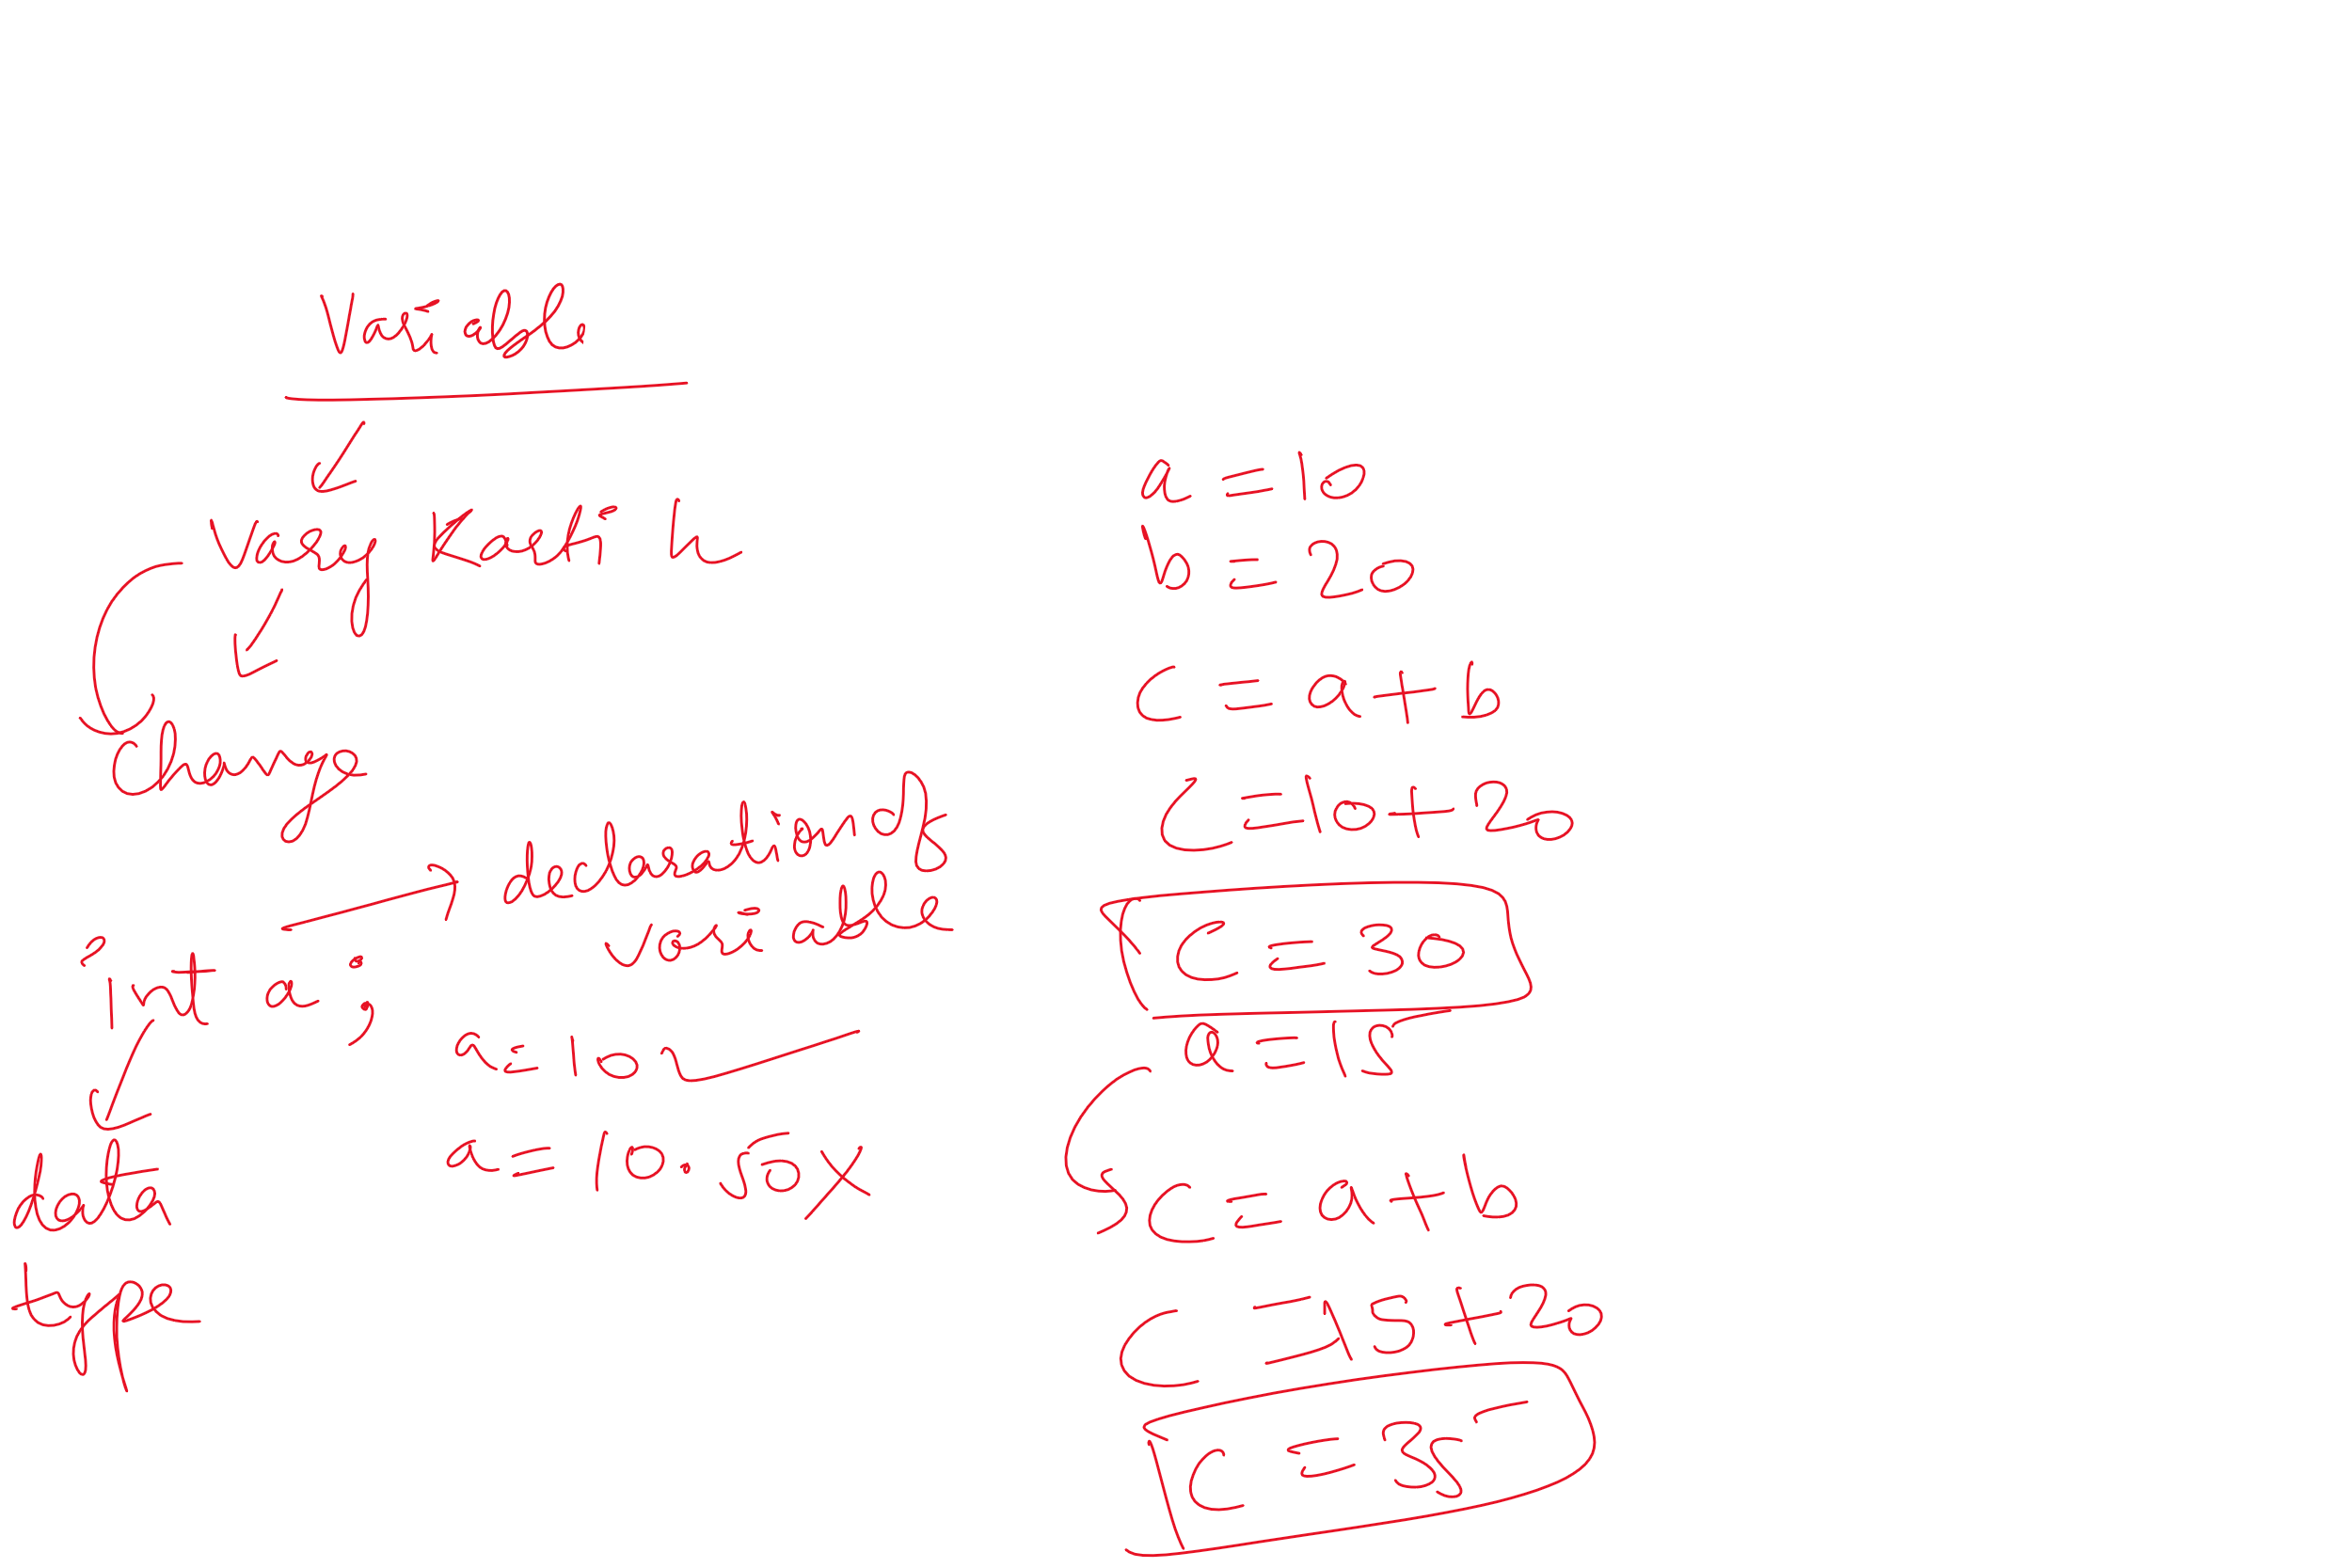 Variable
Vary Karti h
change
declaration of
variable
int a ;
a = 10
a = 10.50 X
data
type
a = 10
b = 20
c = a + b
c = 10 + 20
c = 30
a = 15
c = a + b
c = 15 + 20
c = 35